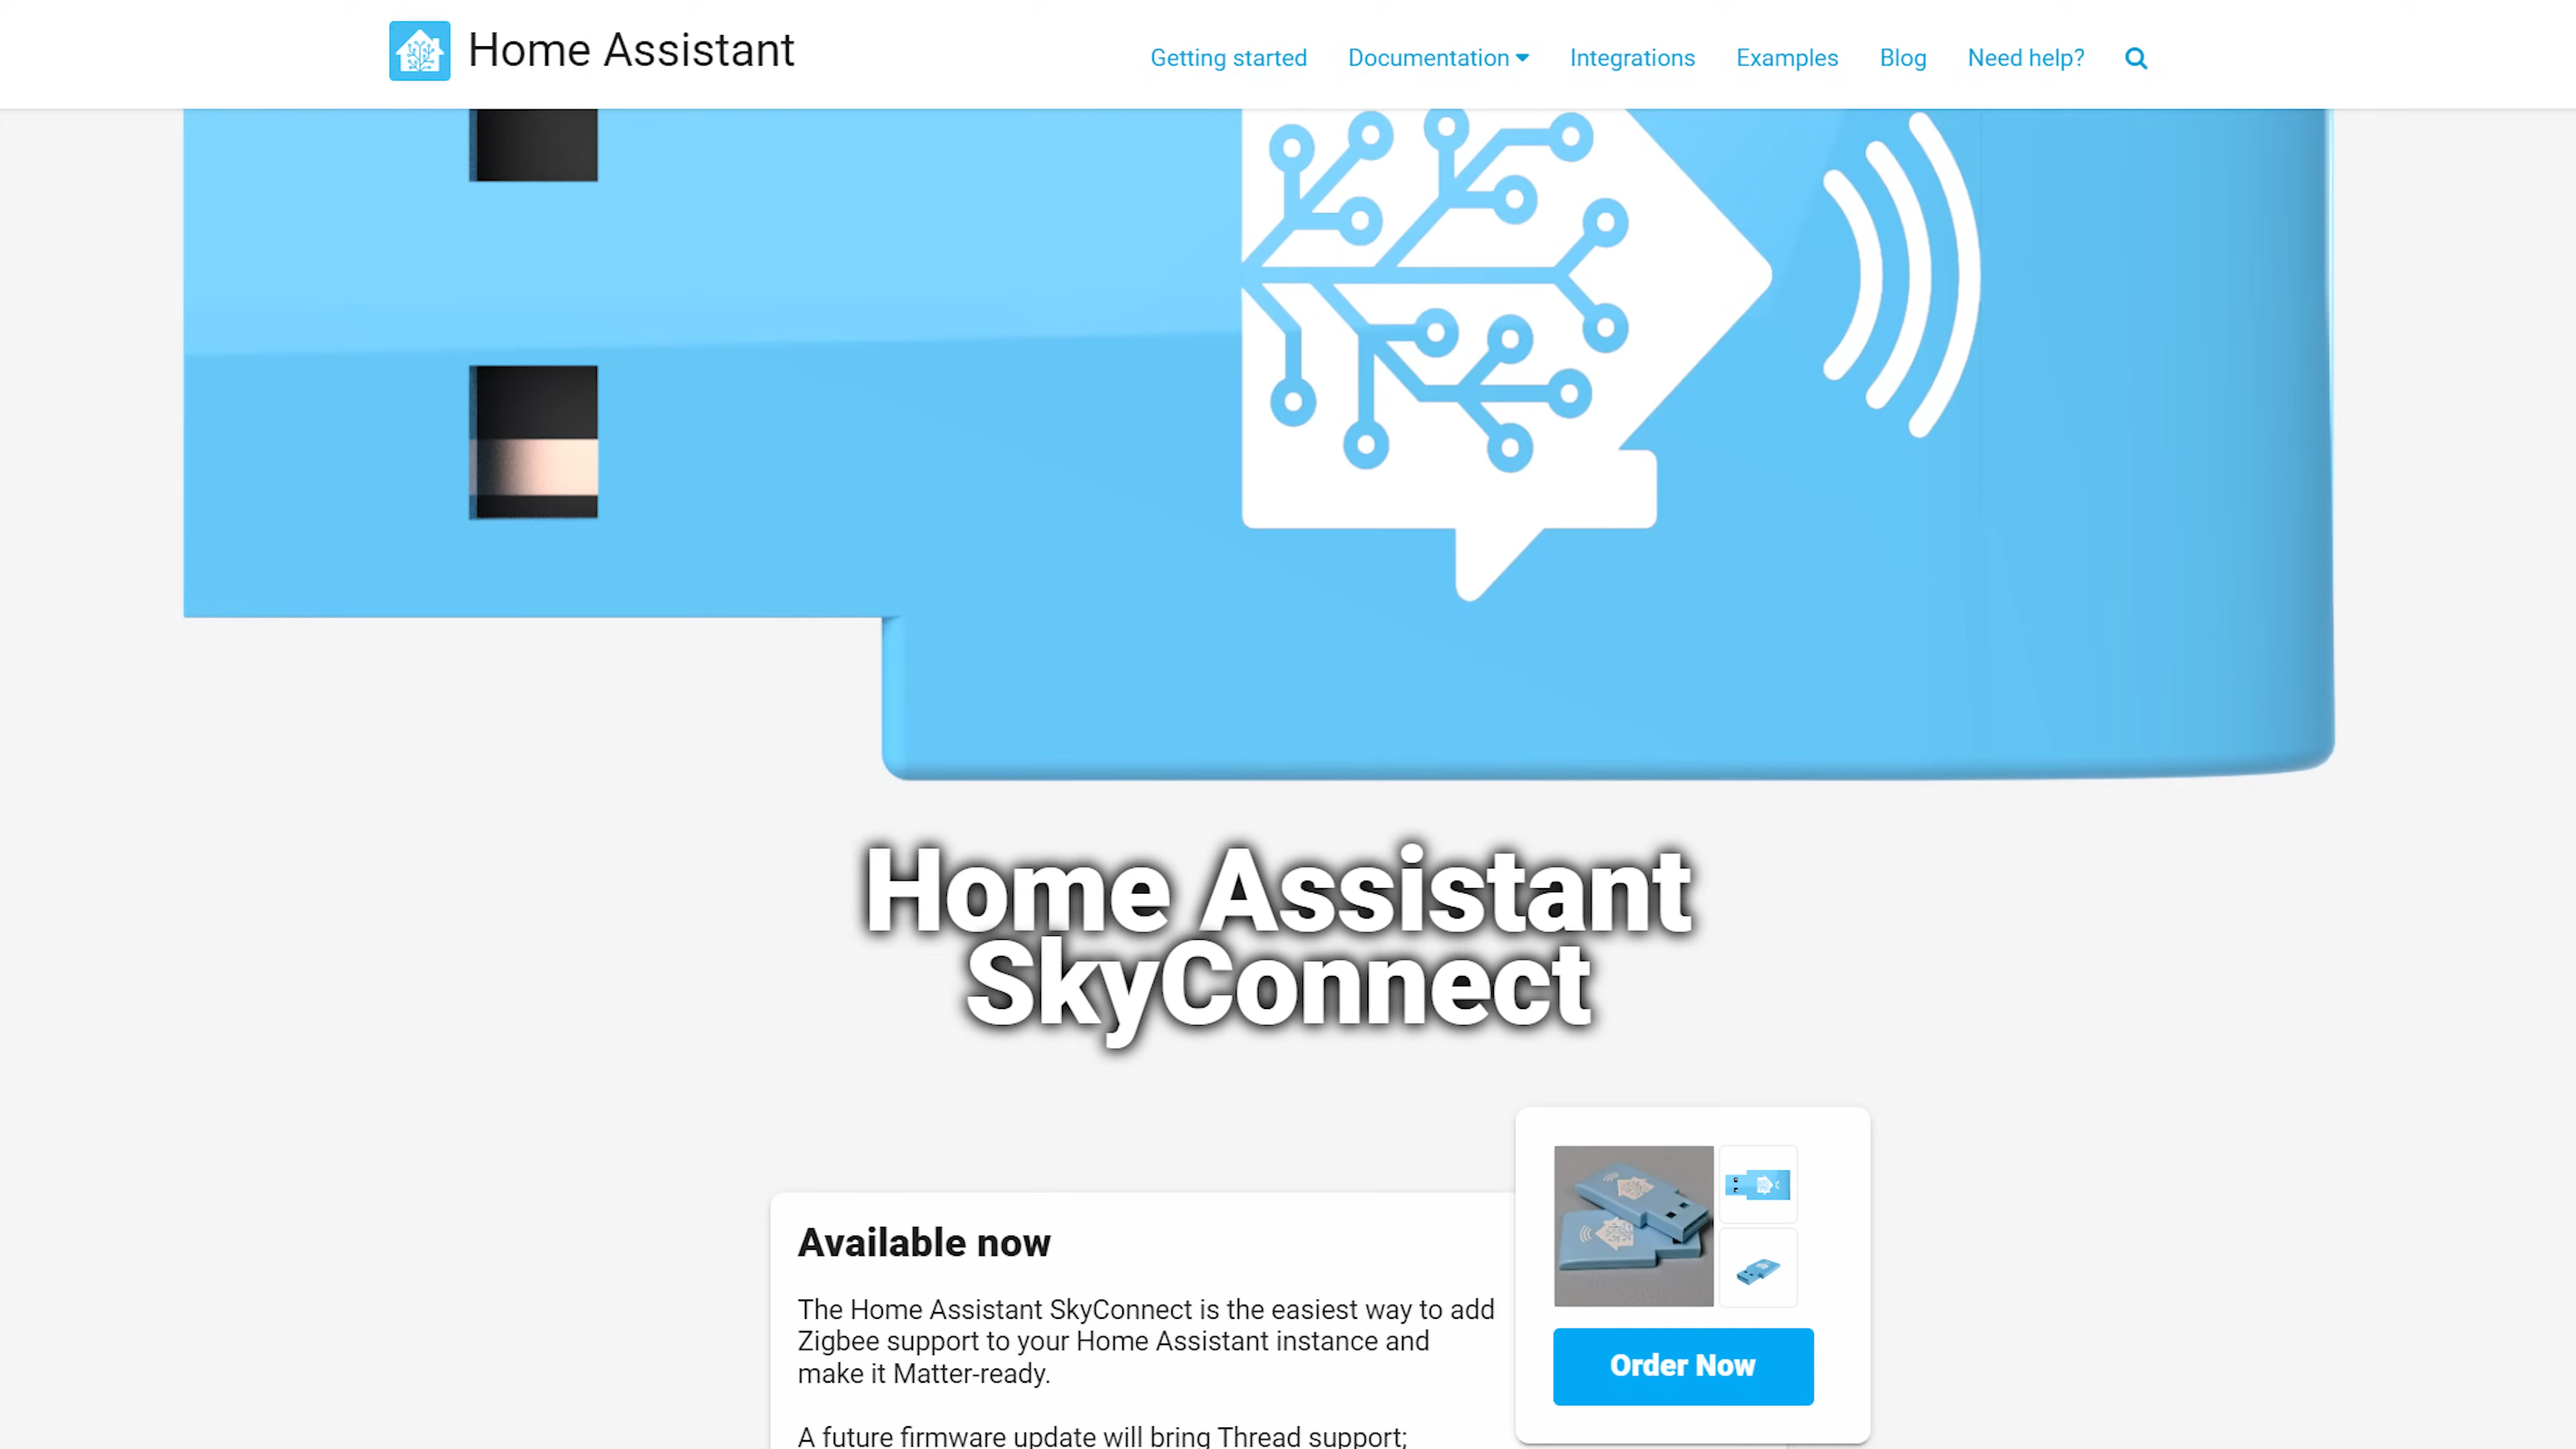 Home Assistant
Getting started
Documentation
Integrations
Examples
Blog
Need help?
Home Assistant
SkyConnect
Available now
The Home Assistant SkyConnect is the easiest way to add
Zigbee support to your Home Assistant instance and
make it Matter-ready.
A future firmware update will bring Thread support;
Order Now